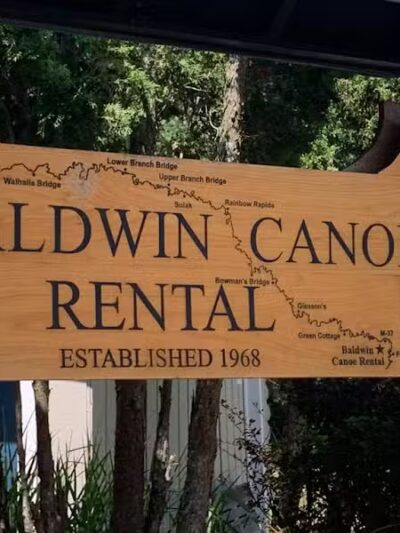 Lower Branch Bridge
Walhalla Bridge
Upper Branch Bridge
Sulak
Rainbow Rapids
ALDWIN CANO
Bowman's Bridge
RENTAL
Gleason's
Green Cottage
M-37
Baldwin
Canoe Rental
ESTABLISHED 1968